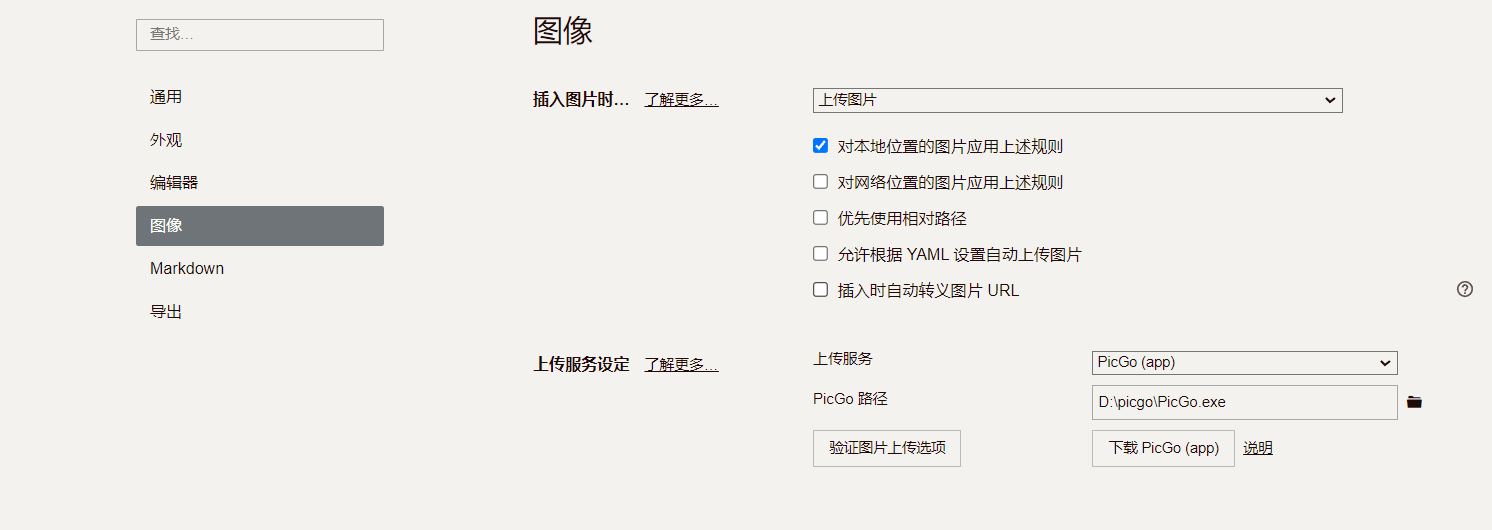 查找...
通用
外观
编辑器
图像
Markdown
导出
图像
插入图片时... 了解更多... 上传图片
对本地位置的图片应用上述规则
对网络位置的图片应用上述规则
优先使用相对路径
允许根据 YAML 设置自动上传图片
插入时自动转义图片 URL
上传服务设定 了解更多... 上传服务 PicGo (app)
PicGo 路径 D:\picgo\PicGo.exe
验证图片上传选项 下载 PicGo (app) 说明